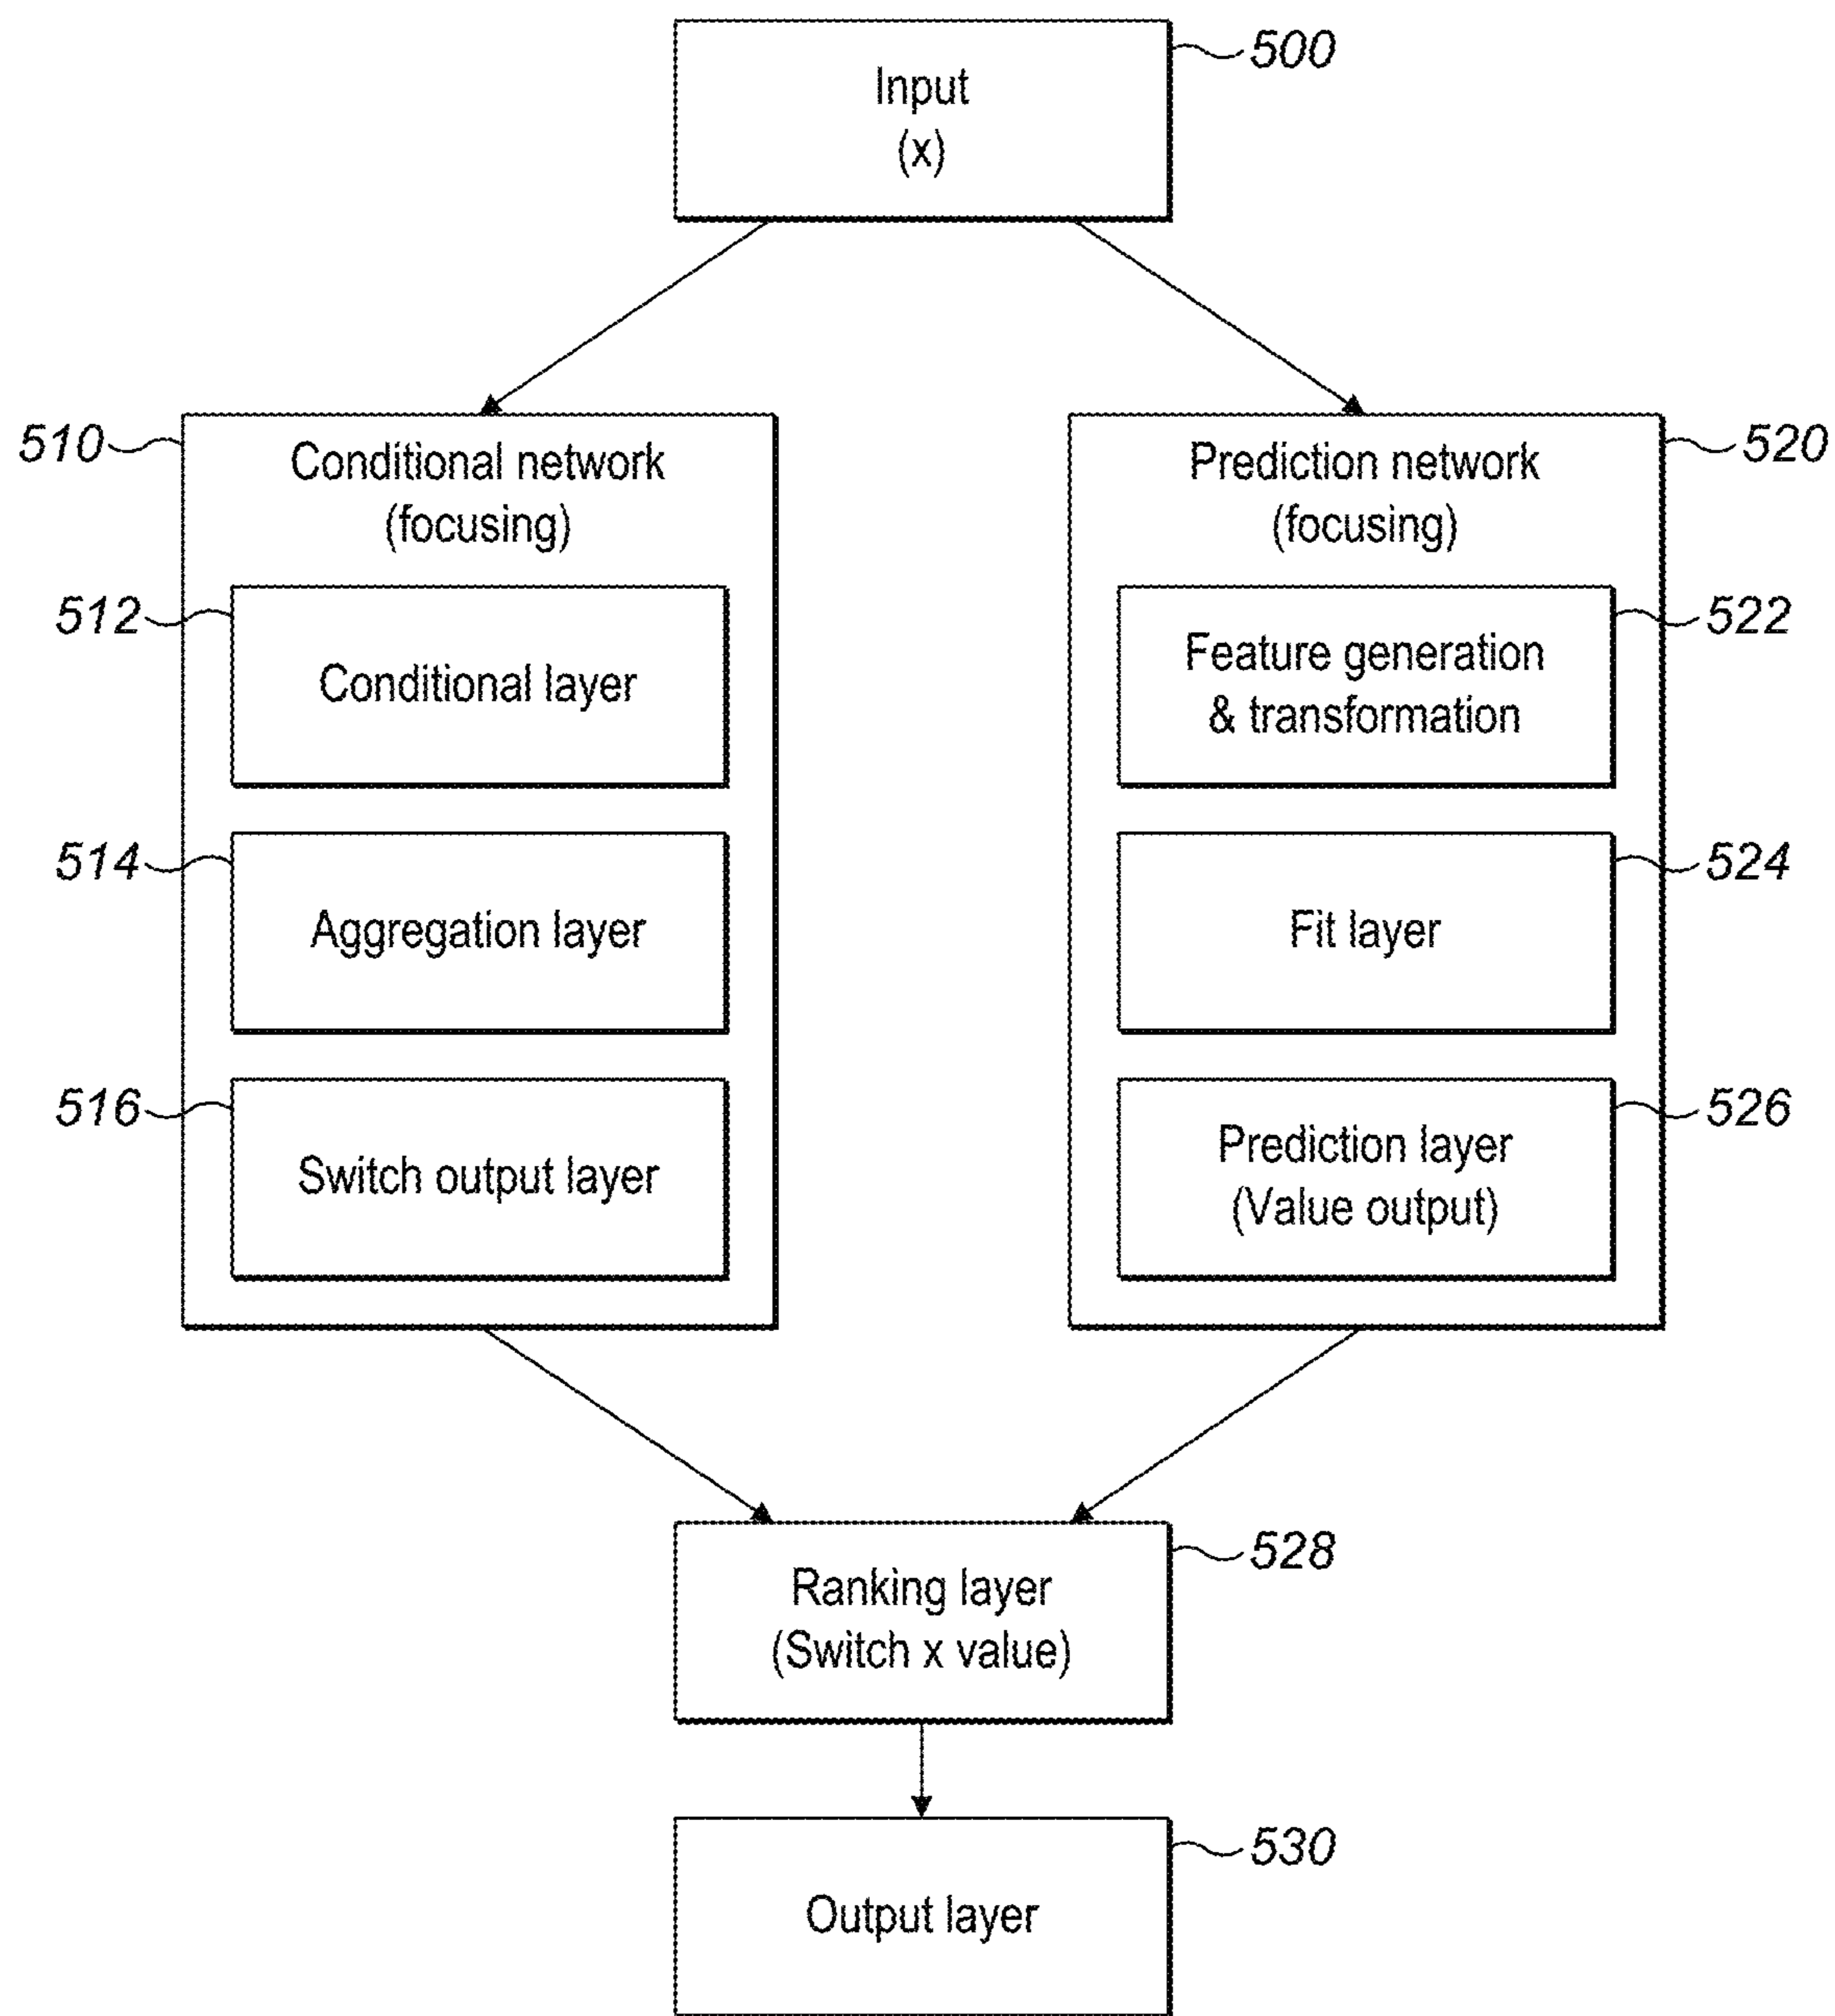 Input
(x)
500
510
Conditional network
(focusing)
512
Conditional layer
514
Aggregation layer
516
Switch output layer
Prediction network
(focusing)
520
Feature generation
& transformation
522
Fit layer
524
Prediction layer
(Value output)
526
Ranking layer
(Switch x value)
528
Output layer
530